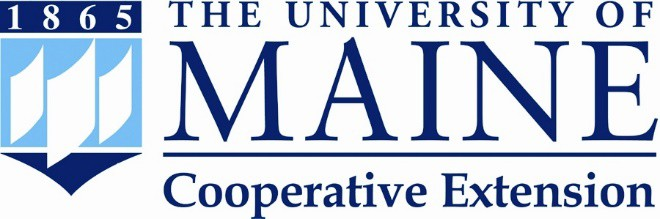 1865
THE UNIVERSITY OF
MAINE
Cooperative Extension